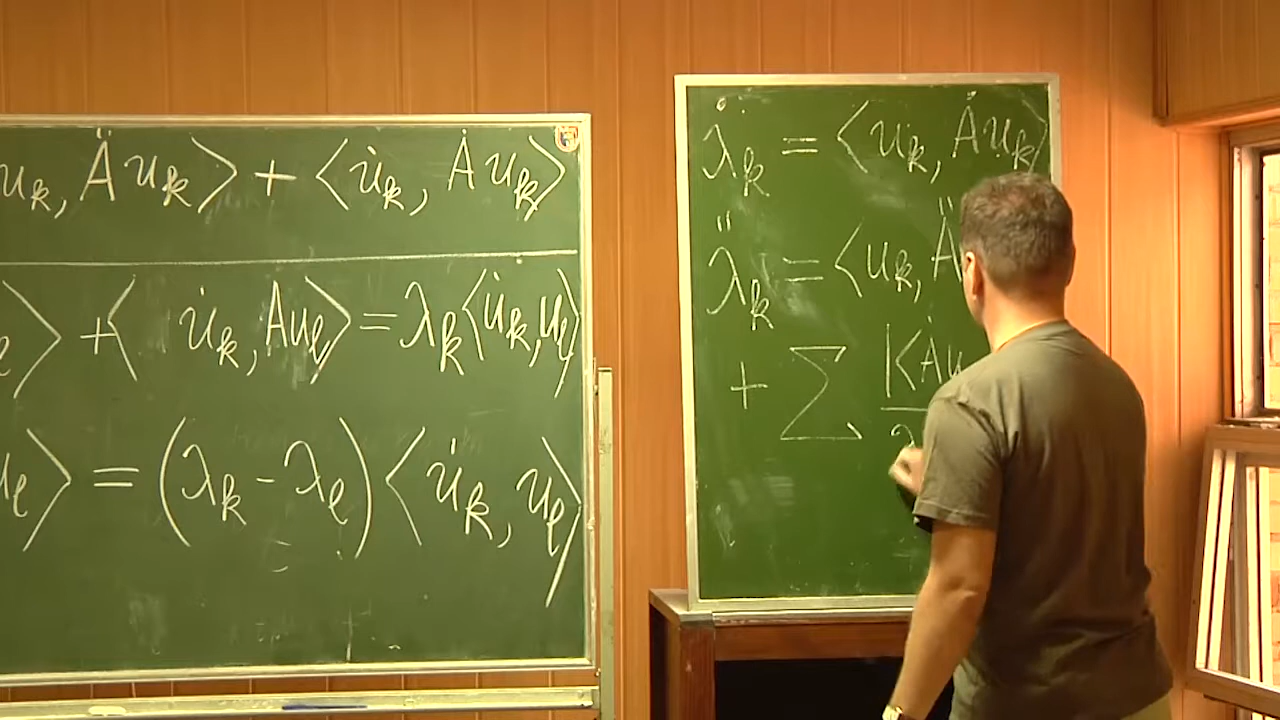 u_k, Äu_k⟩ + ⟨u̇_k, Ȧu_k⟩
⟩ + ⟨u̇_k, Au_ℓ⟩ = λ_k⟨u̇_k, u_ℓ⟩
u_ℓ⟩ = (λ_k − λ_ℓ)⟨u̇_k, u_ℓ⟩
λ̇_k = ⟨u_k, Ȧu_k⟩
λ̈_k = ⟨u_k, Ä
+ Σ |⟨Ȧu